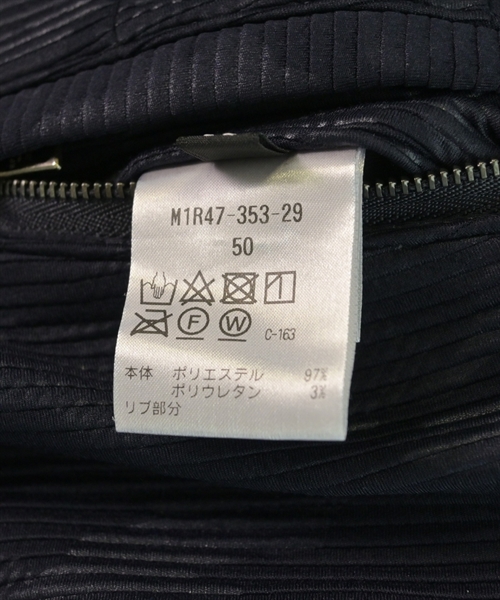 M1R47-353-29
50
F W C-163
本体 ポリエステル 97%
ポリウレタン 3%
リブ部分